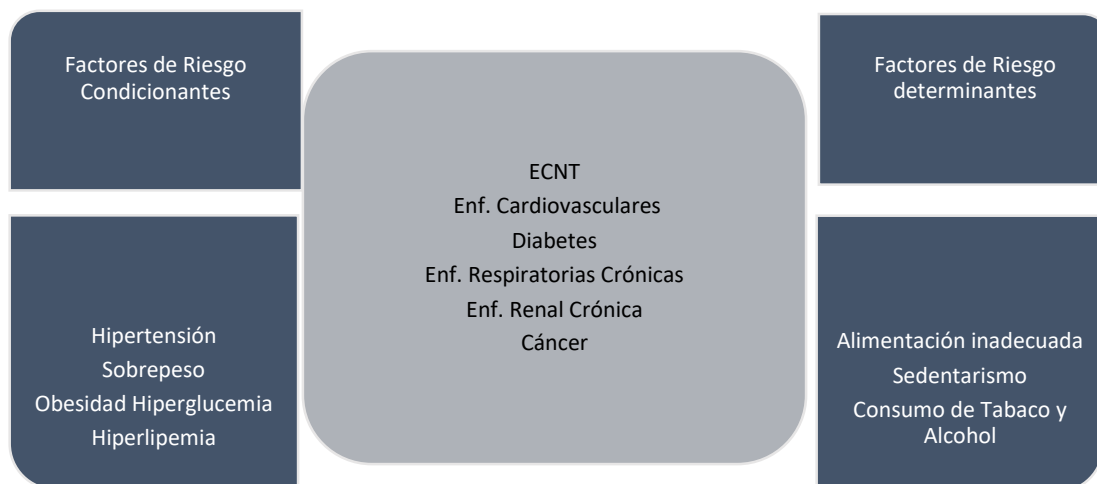 Factores de Riesgo
Condicionantes
Hipertensión
Sobrepeso
Obesidad Hiperglucemia
Hiperlipemia
ECNT
Enf. Cardiovasculares
Diabetes
Enf. Respiratorias Crónicas
Enf. Renal Crónica
Cáncer
Factores de Riesgo
determinantes
Alimentación inadecuada
Sedentarismo
Consumo de Tabaco y
Alcohol